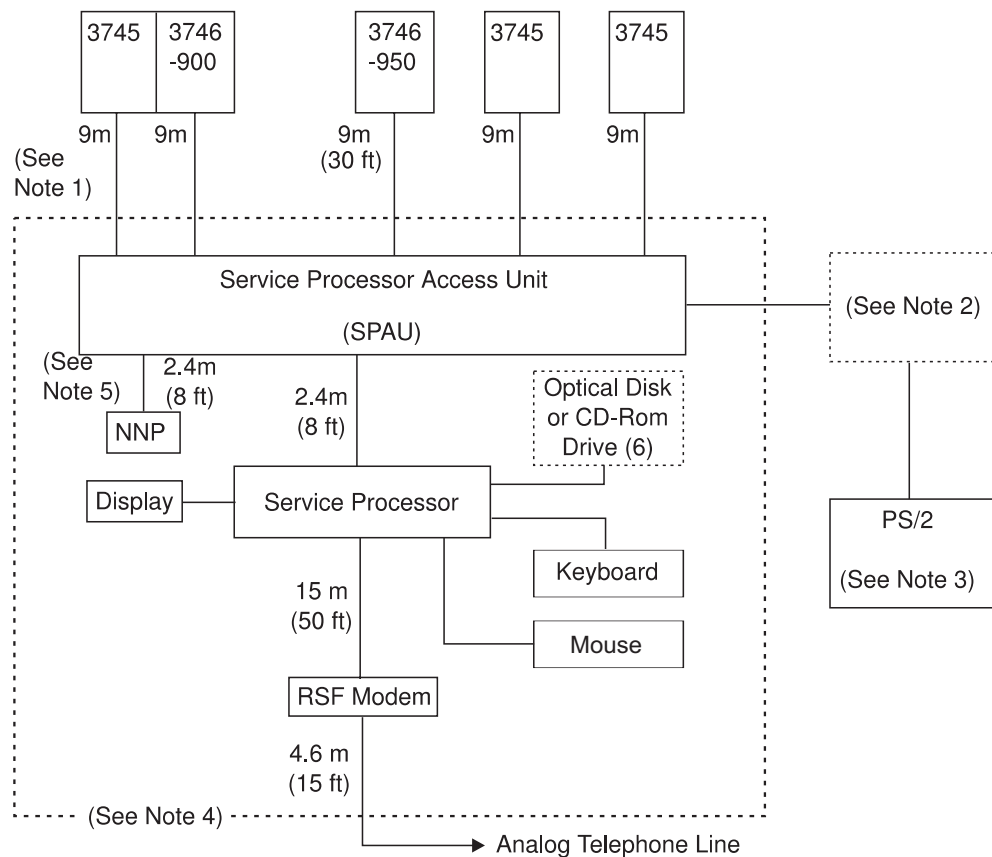 3745
3746
-900
3746
-950
3745
3745
9m
9m
9m
(30 ft)
9m
9m
(See
Note 1)
Service Processor Access Unit
(SPAU)
(See Note 2)
(See
Note 5)
2.4m
(8 ft)
2.4m
(8 ft)
Optical Disk
or CD-Rom
Drive (6)
NNP
Display
Service Processor
PS/2
(See Note 3)
Keyboard
15 m
(50 ft)
Mouse
RSF Modem
4.6 m
(15 ft)
(See Note 4)
Analog Telephone Line